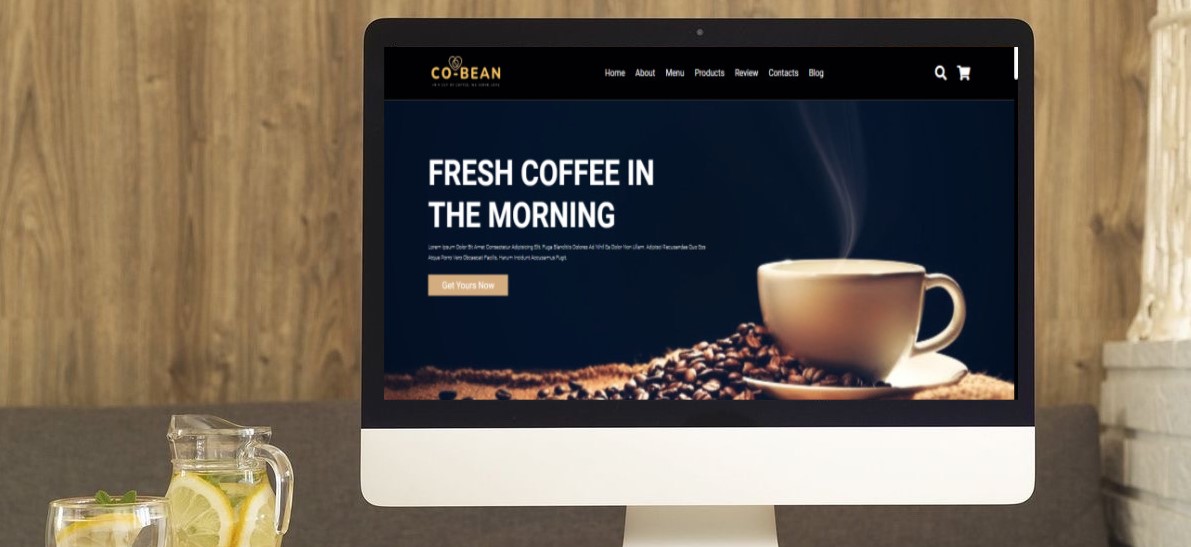 CO-BEAN
Home About Menu Products Review Contacts Blog
FRESH COFFEE IN
THE MORNING
Lorem Ipsum Dolor Sit Amet Consectetur Adipisicing Elit. Fuga Blanditiis Dolores Ad Nihil Ea Dolor Non Ullam. Adipisci Recusandae Quo Eos
Atque Porro Vero Obcaecati Facilis, Harum Incidunt Accusamus Fugit.
Get Yours Now